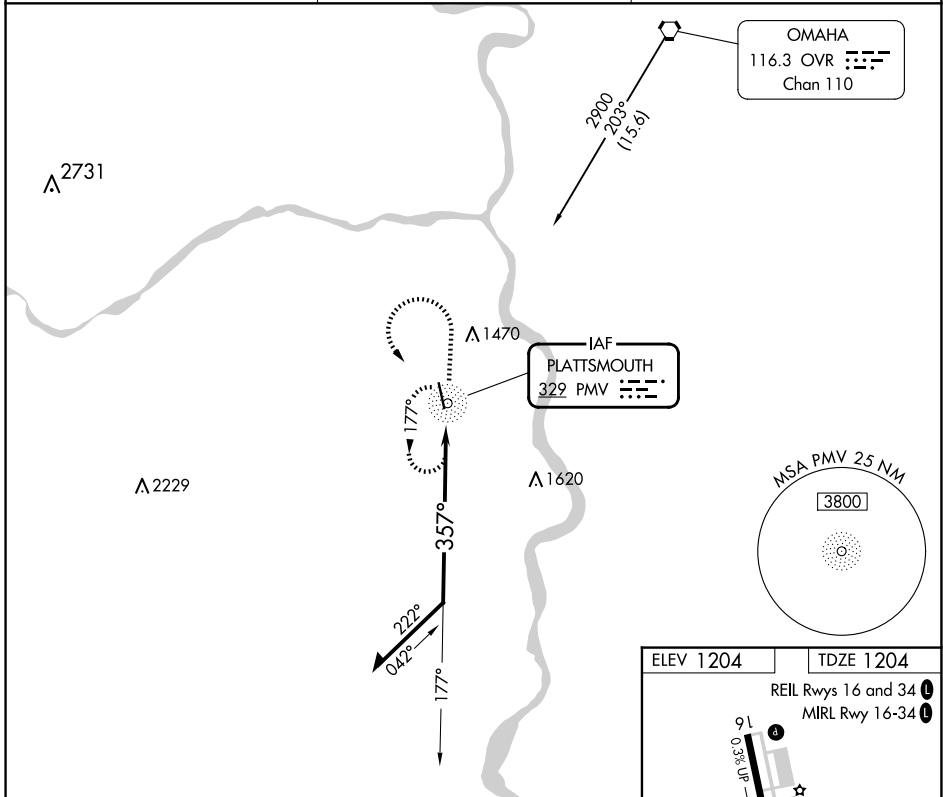 OMAHA
116.3 OVR
Chan 110
2900
203°
(15.6)
2731
1470
IAF
PLATTSMOUTH
329 PMV
177°
2229
1620
MSA PMV 25 NM
3800
357°
222°
042°
177°
ELEV 1204
TDZE 1204
REIL Rwys 16 and 34 L
MIRL Rwy 16-34 L
16
P
0.3% UP